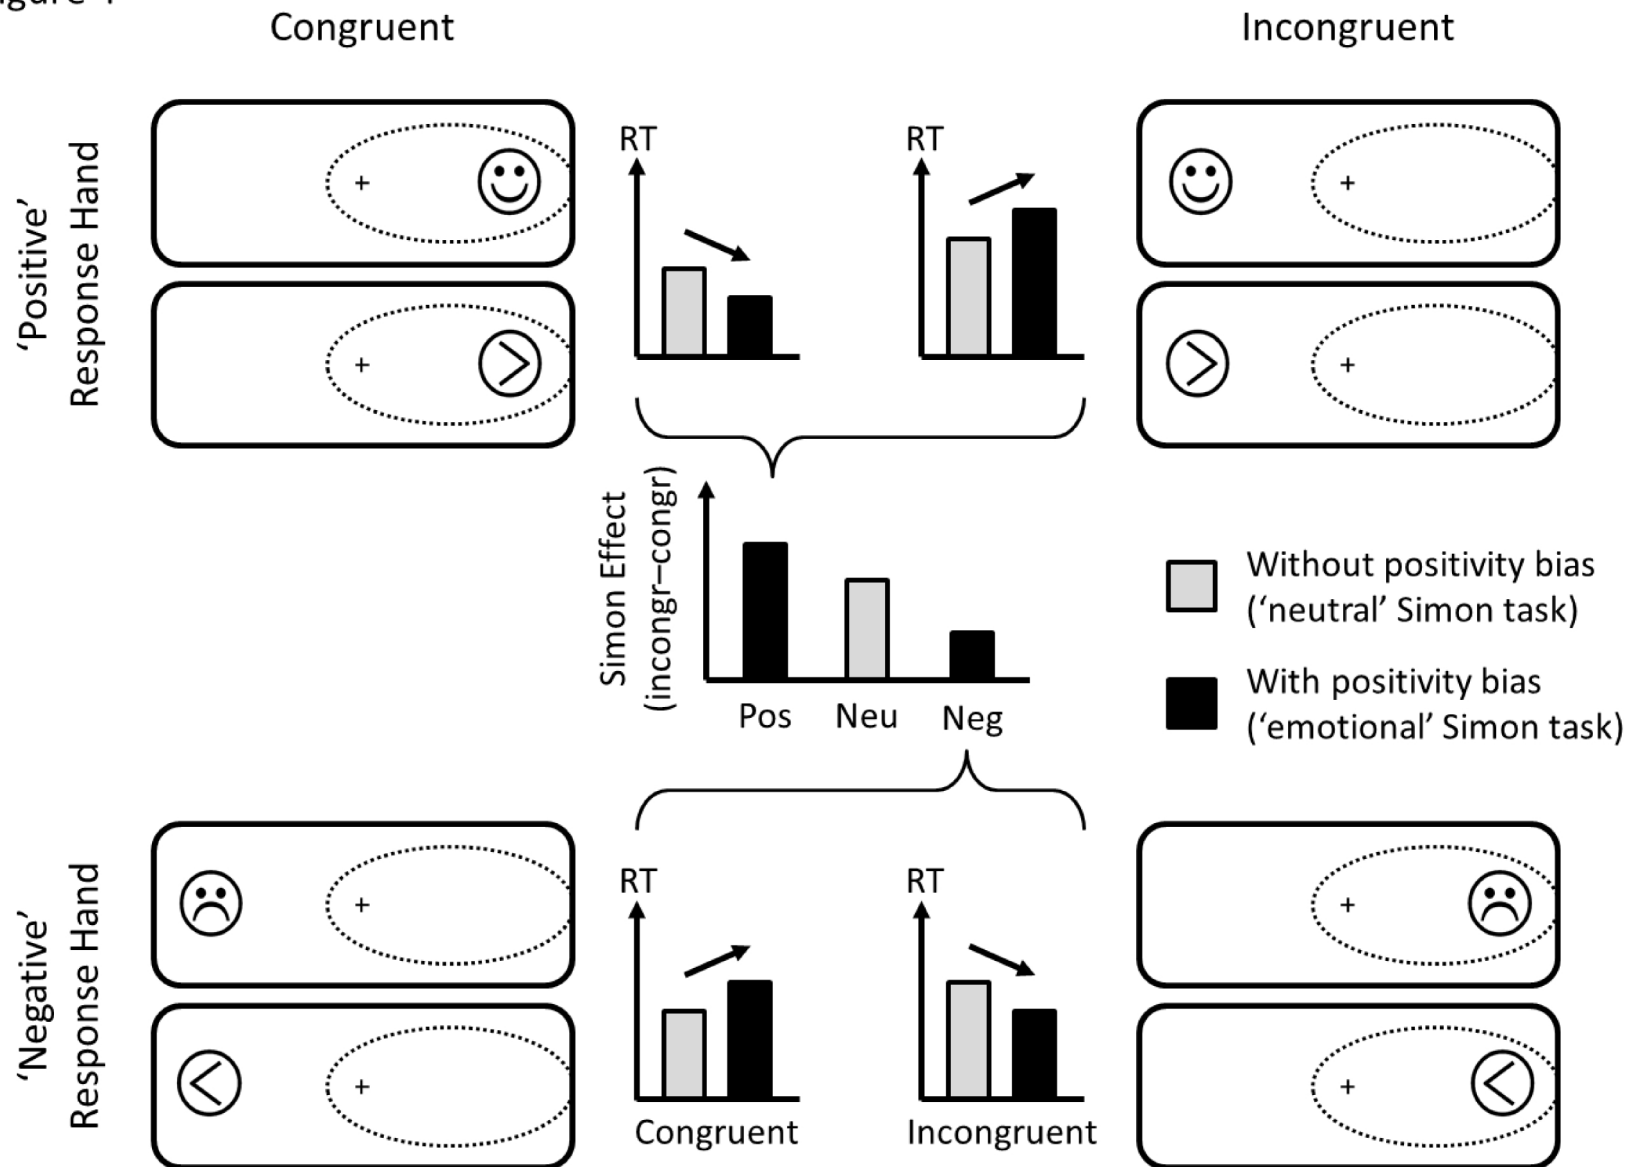 Congruent
Incongruent
‘Positive’
Response Hand
RT
RT
Simon Effect
(incongr–congr)
Pos Neu Neg
Without positivity bias
(‘neutral’ Simon task)
With positivity bias
(‘emotional’ Simon task)
‘Negative’
Response Hand
RT
RT
Congruent
Incongruent